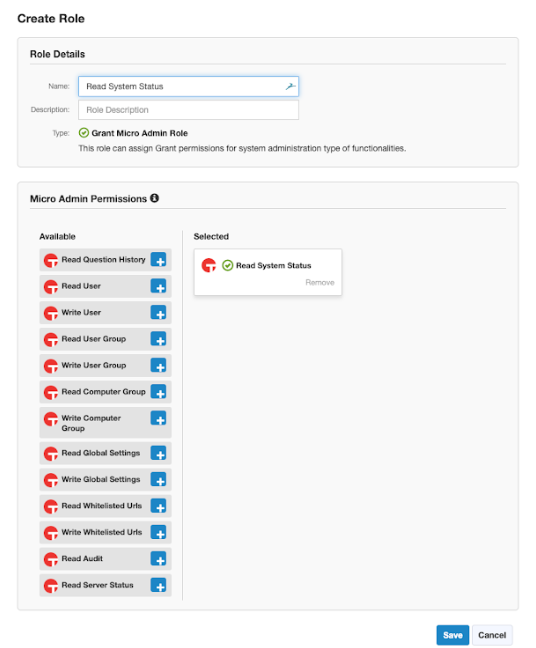 Create Role
Role Details
Name: Read System Status
Description: Role Description
Type: Grant Micro Admin Role
This role can assign Grant permissions for system administration type of functionalities.
Micro Admin Permissions
Available
Read Question History
Read User
Write User
Read User Group
Write User Group
Read Computer Group
Write Computer
Group
Read Global Settings
Write Global Settings
Read Whitelisted Urls
Write Whitelisted Urls
Read Audit
Read Server Status
Selected
Read System Status
Remove
Save Cancel